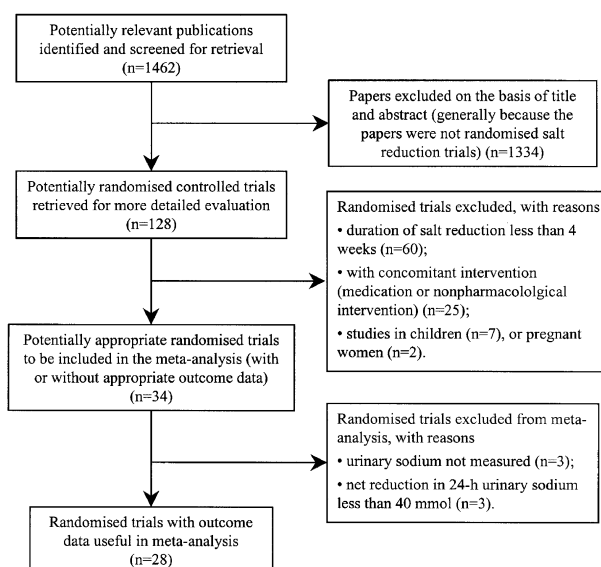 Potentially relevant publications
identified and screened for retrieval
(n=1462)
Papers excluded on the basis of title
and abstract (generally because the
papers were not randomised salt
reduction trials) (n=1334)
Potentially randomised controlled trials
retrieved for more detailed evaluation
(n=128)
Randomised trials excluded, with reasons
• duration of salt reduction less than 4
weeks (n=60);
• with concomitant intervention
(medication or nonpharmacololgical
intervention) (n=25);
• studies in children (n=7), or pregnant
women (n=2).
Potentially appropriate randomised trials
to be included in the meta-analysis (with
or without appropriate outcome data)
(n=34)
Randomised trials excluded from meta-
analysis, with reasons
• urinary sodium not measured (n=3);
• net reduction in 24-h urinary sodium
less than 40 mmol (n=3).
Randomised trials with outcome
data useful in meta-analysis
(n=28)